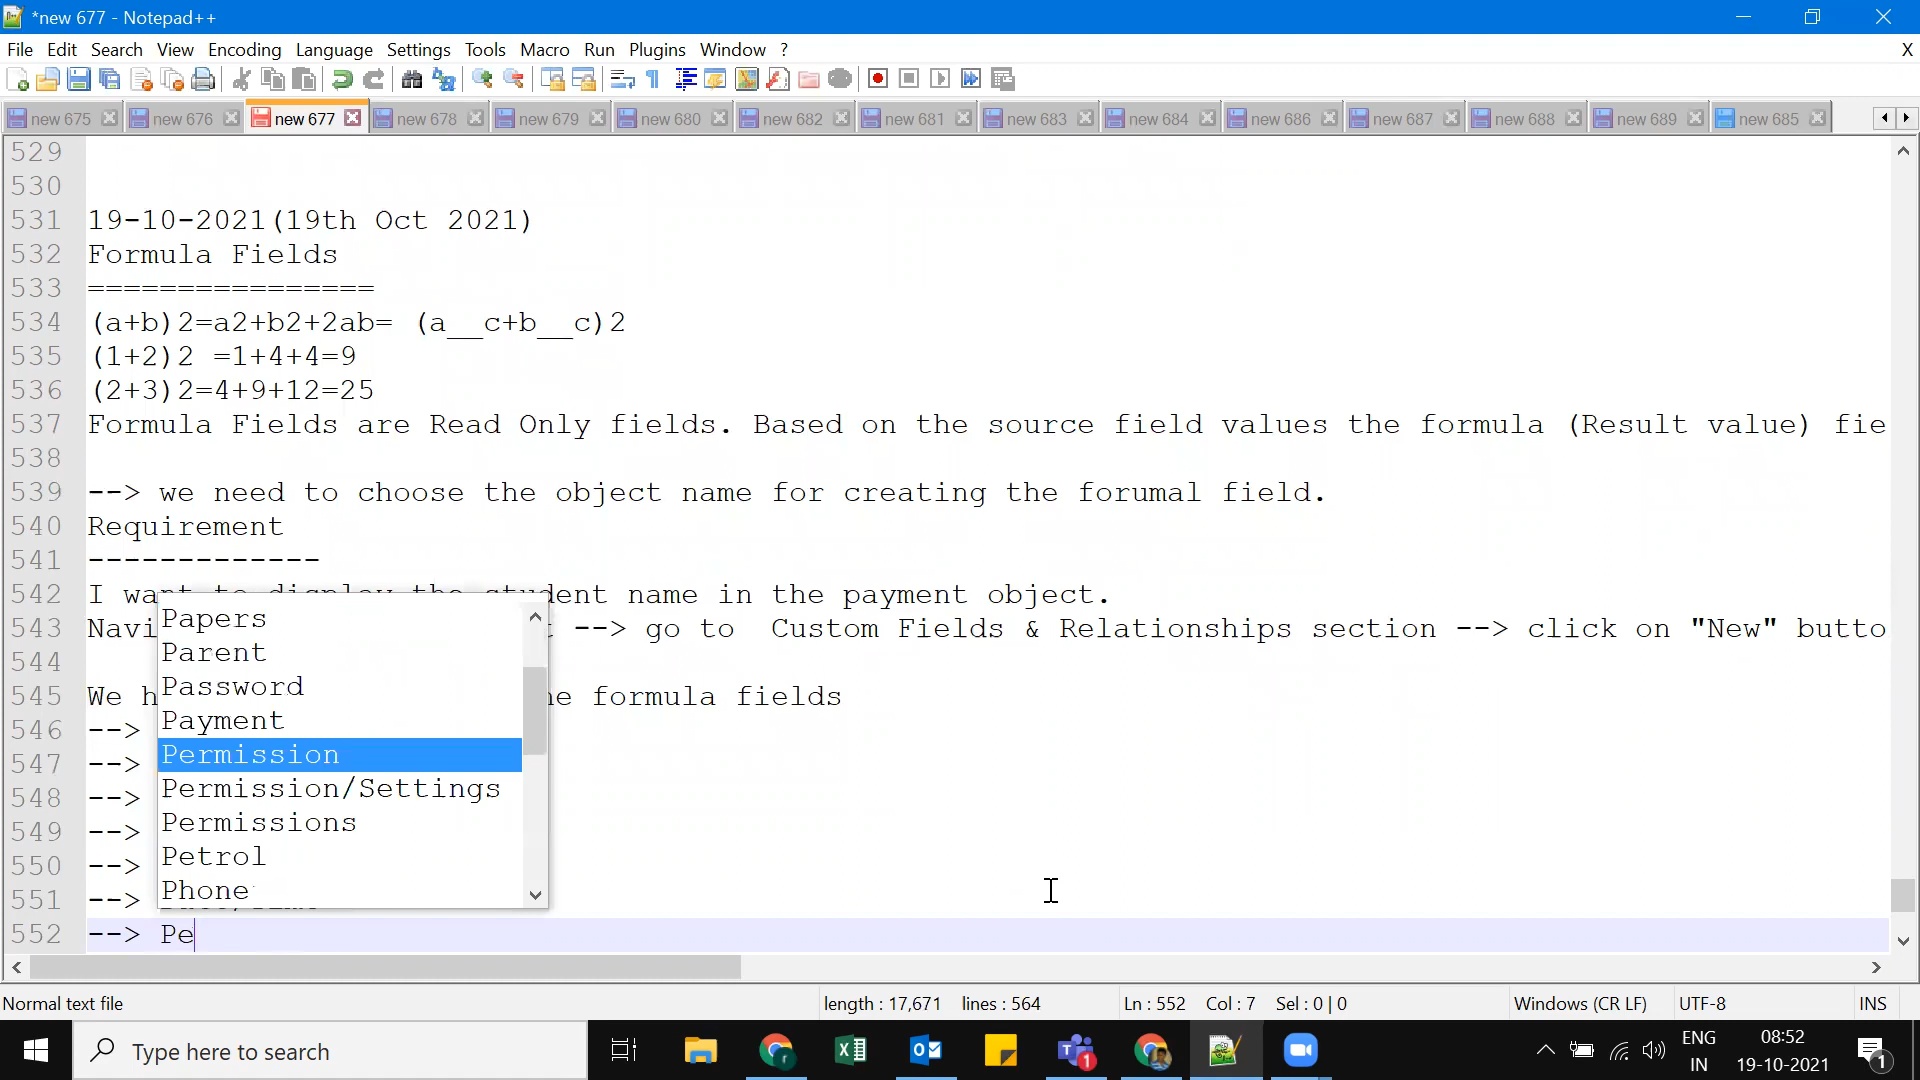 *new 677 - Notepad++
File Edit Search View Encoding Language Settings Tools Macro Run Plugins Window ? X
new 675 new 676 new 677 new 678 new 679 new 680 new 682 new 681 new 683 new 684 new 686 new 687 new 688 new 689 new 685
529
530
531 19-10-2021(19th Oct 2021)
532 Formula Fields
533 ================
534 (a+b)2=a2+b2+2ab= (a__c+b__c)2
535 (1+2)2 =1+4+4=9
536 (2+3)2=4+9+12=25
537 Formula Fields are Read Only fields. Based on the source field values the formula (Result value) fie
538
539 --> we need to choose the object name for creating the forumal field.
540 Requirement
541 -------------
542 I want to display the student name in the payment object.
543 Navi --> go to Custom Fields & Relationships section --> click on "New" butto
544
545 We h e formula fields
546 -->
547 -->
548 -->
549 -->
550 -->
551 -->
552 --> Pe
Papers
Parent
Password
Payment
Permission
Permission/Settings
Permissions
Petrol
Phone
Normal text file length : 17,671 lines : 564 Ln : 552 Col : 7 Sel : 0 | 0 Windows (CR LF) UTF-8 INS
Type here to search
ENG
IN
08:52
19-10-2021
1
1